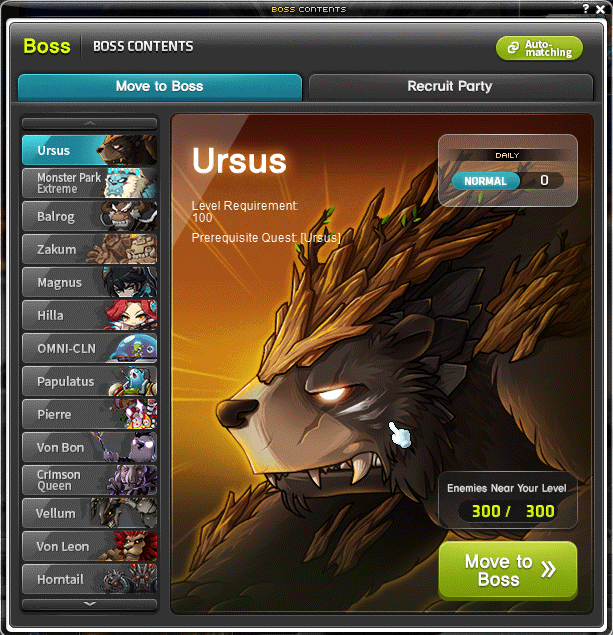 BOSS CONTENTS
?
Boss
BOSS CONTENTS
Auto-
matching
Move to Boss
Recruit Party
Ursus
Monster Park
Extreme
Balrog
Zakum
Magnus
Hilla
OMNI-CLN
Papulatus
Pierre
Von Bon
Crimson
Queen
Vellum
Von Leon
Horntail
Ursus
Level Requirement:
100
Prerequisite Quest: [Ursus]
DAILY
NORMAL 0
Enemies Near Your Level
300 / 300
Move to
Boss